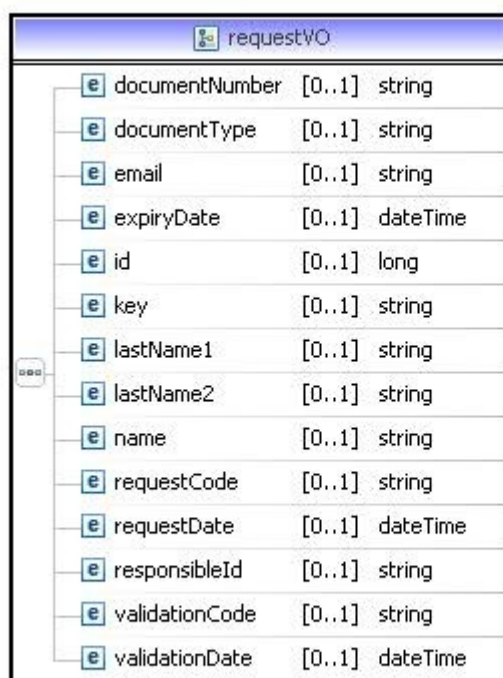 requestVO
documentNumber [0..1] string
documentType [0..1] string
email [0..1] string
expiryDate [0..1] dateTime
id [0..1] long
key [0..1] string
lastName1 [0..1] string
lastName2 [0..1] string
name [0..1] string
requestCode [0..1] string
requestDate [0..1] dateTime
responsibleId [0..1] string
validationCode [0..1] string
validationDate [0..1] dateTime